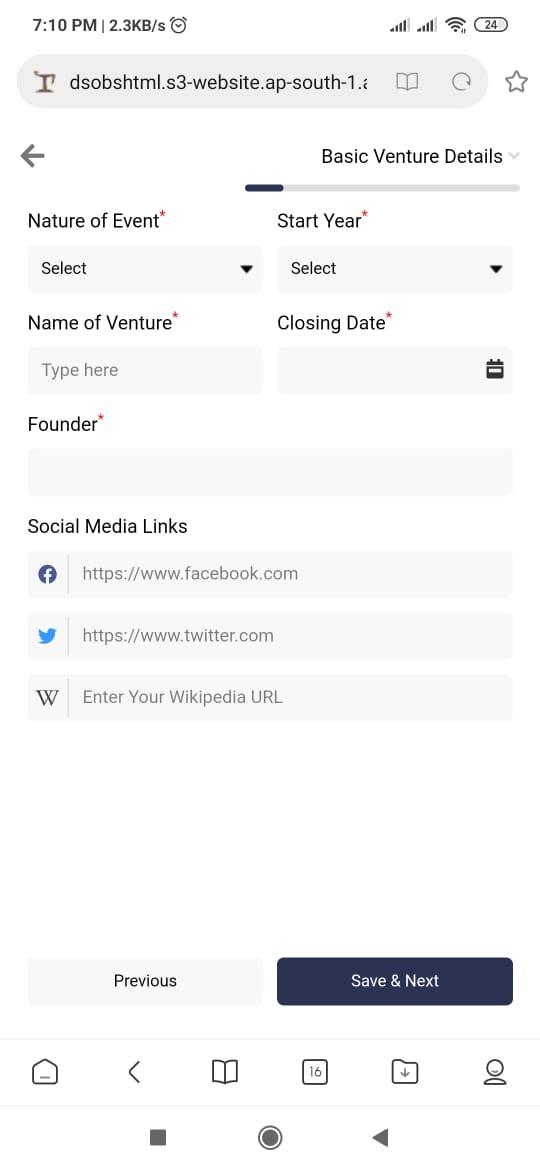 7:10 PM | 2.3KB/s
24
dsobshtml.s3-website.ap-south-1.a
Basic Venture Details
Nature of Event* Start Year*
Select Select
Name of Venture* Closing Date*
Type here
Founder*
Social Media Links
https://www.facebook.com
https://www.twitter.com
W Enter Your Wikipedia URL
Previous Save & Next
16